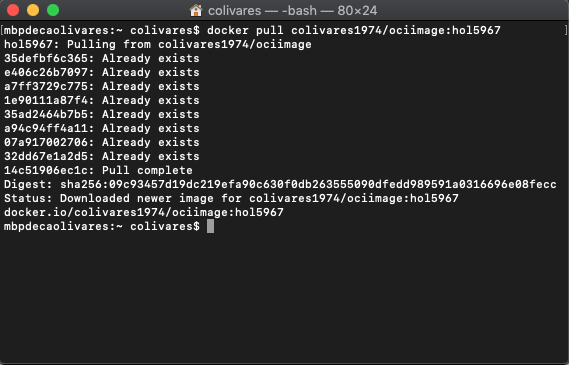 colivares — -bash — 80×24
[mbpdecaolivares:~ colivares$ docker pull colivares1974/ociimage:hol5967 ]
hol5967: Pulling from colivares1974/ociimage
35defbf6c365: Already exists
e406c26b7097: Already exists
a7ff3729c775: Already exists
1e90111a87f4: Already exists
35ad2464b7b5: Already exists
a94c94ff4a11: Already exists
07a917002706: Already exists
32dd67e1a2d5: Already exists
14c51906ec1c: Pull complete
Digest: sha256:09c93457d19dc219efa90c630f0db263555090dfedd989591a0316696e08fecc
Status: Downloaded newer image for colivares1974/ociimage:hol5967
docker.io/colivares1974/ociimage:hol5967
mbpdecaolivares:~ colivares$